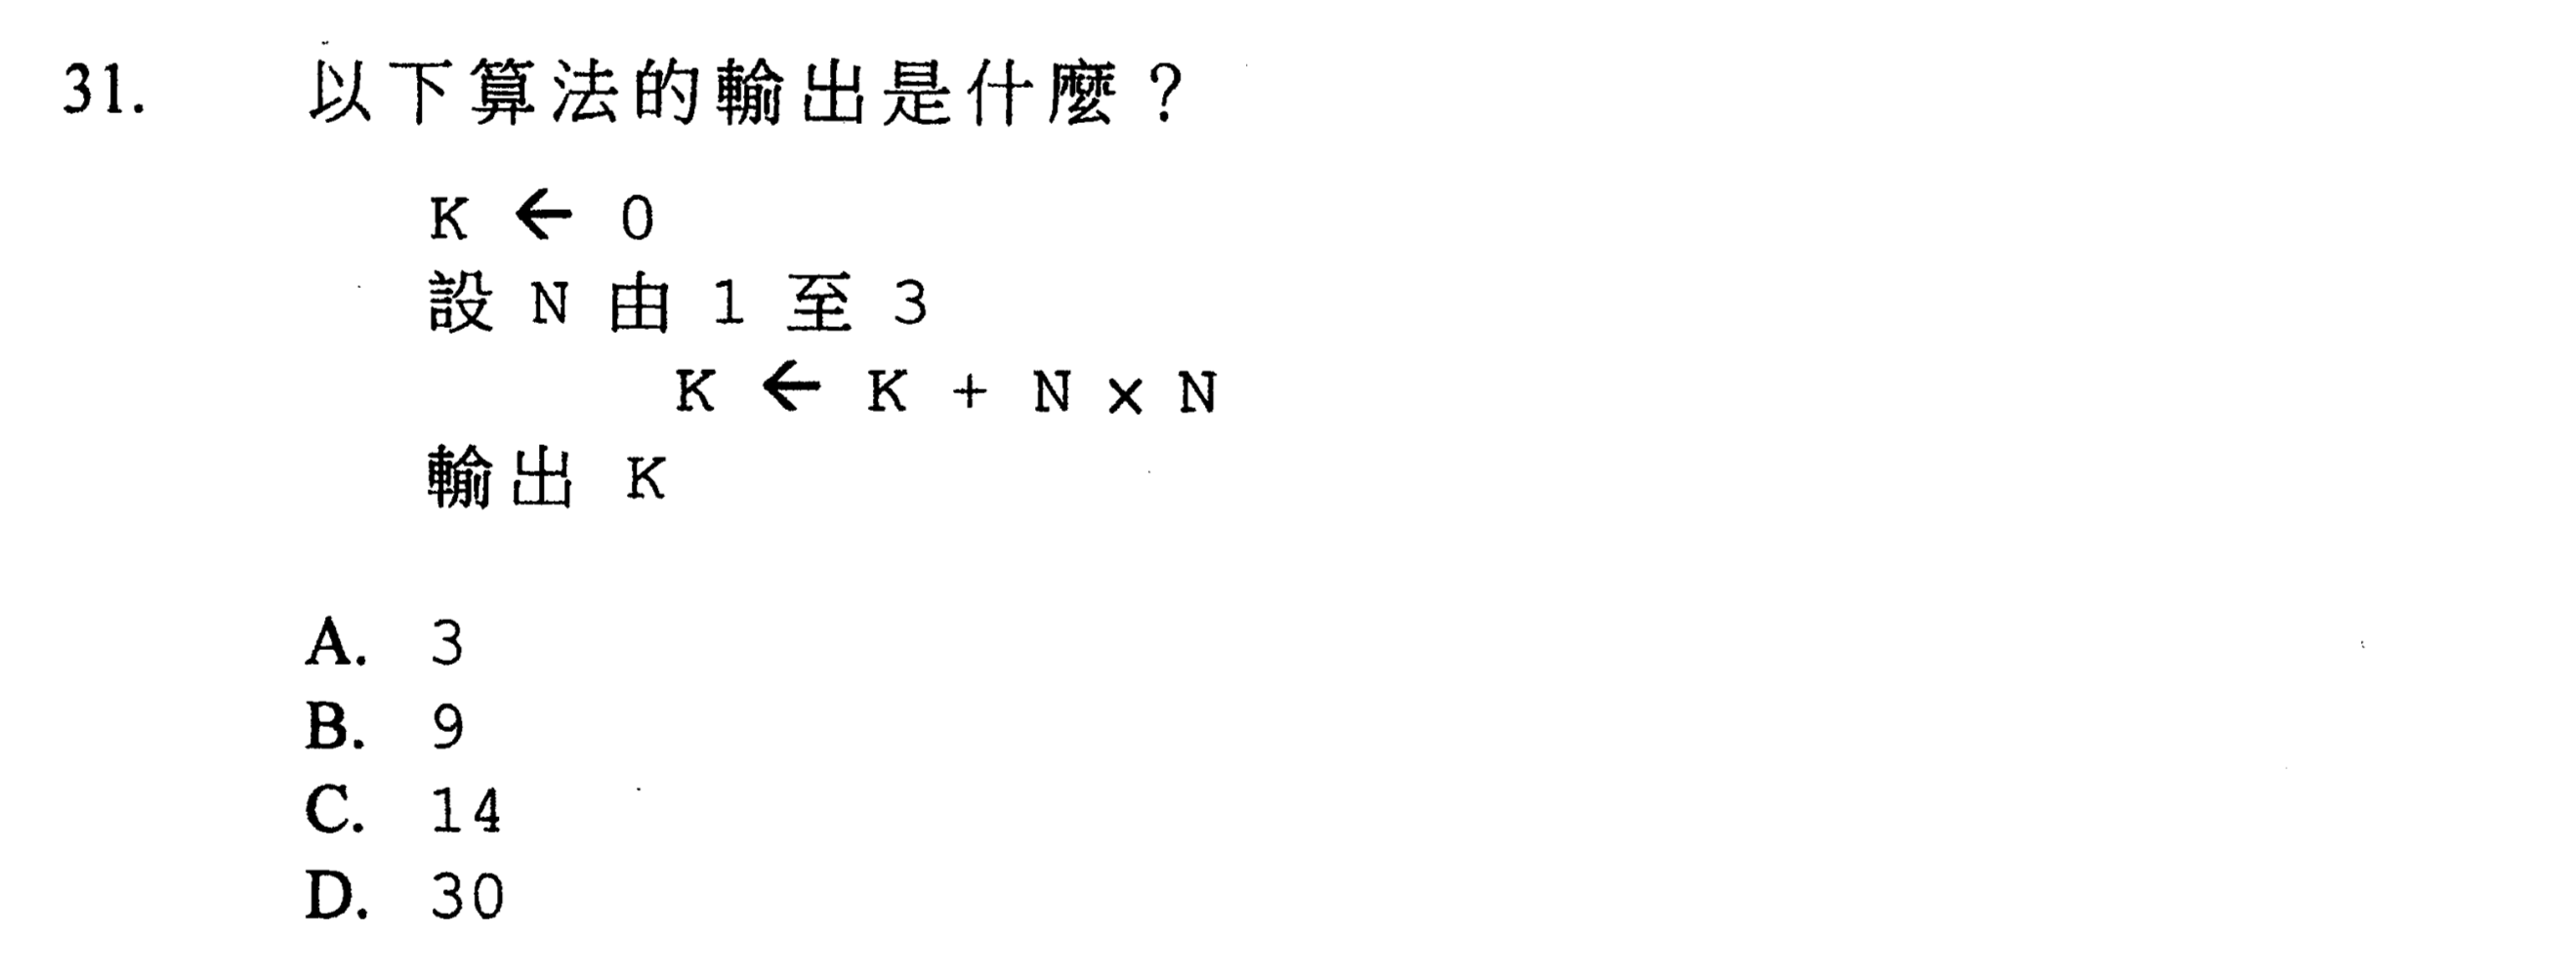 31. 以下算法的輸出是什麼？
K ← 0
設 N 由 1 至 3
K ← K + N × N
輸出 K
A. 3
B. 9
C. 14
D. 30